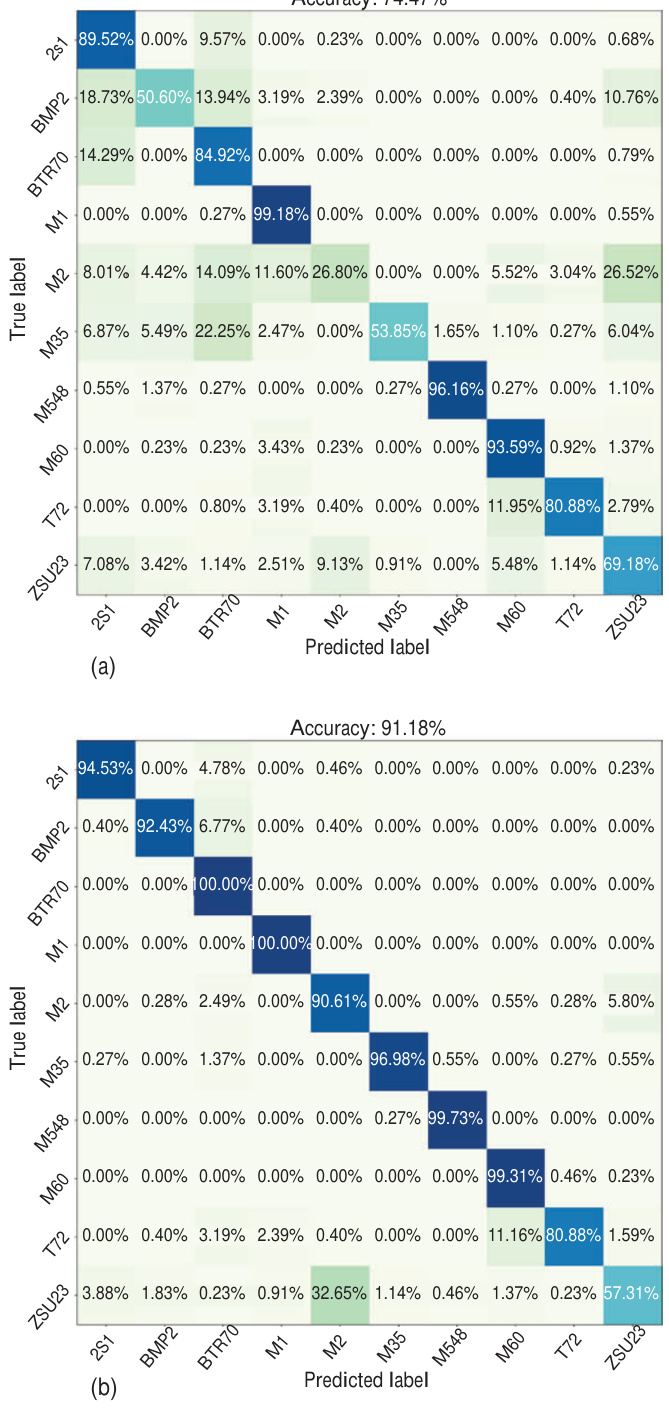 Accuracy: 74.47%
2s1 89.52% 0.00% 9.57% 0.00% 0.23% 0.00% 0.00% 0.00% 0.00% 0.68%
BMP2 18.73% 50.60% 13.94% 3.19% 2.39% 0.00% 0.00% 0.00% 0.40% 10.76%
BTR70 14.29% 0.00% 84.92% 0.00% 0.00% 0.00% 0.00% 0.00% 0.00% 0.79%
M1 0.00% 0.00% 0.27% 99.18% 0.00% 0.00% 0.00% 0.00% 0.00% 0.55%
M2 8.01% 4.42% 14.09% 11.60% 26.80% 0.00% 0.00% 5.52% 3.04% 26.52%
M35 6.87% 5.49% 22.25% 2.47% 0.00% 53.85% 1.65% 1.10% 0.27% 6.04%
M548 0.55% 1.37% 0.27% 0.00% 0.00% 0.27% 96.16% 0.27% 0.00% 1.10%
M60 0.00% 0.23% 0.23% 3.43% 0.23% 0.00% 0.00% 93.59% 0.92% 1.37%
T72 0.00% 0.00% 0.80% 3.19% 0.40% 0.00% 0.00% 11.95% 80.88% 2.79%
ZSU23 7.08% 3.42% 1.14% 2.51% 9.13% 0.91% 0.00% 5.48% 1.14% 69.18%
True label
2S1 BMP2 BTR70 M1 M2 M35 M548 M60 T72 ZSU23
Predicted label
(a)
Accuracy: 91.18%
2s1 94.53% 0.00% 4.78% 0.00% 0.46% 0.00% 0.00% 0.00% 0.00% 0.23%
BMP2 0.40% 92.43% 6.77% 0.00% 0.40% 0.00% 0.00% 0.00% 0.00% 0.00%
BTR70 0.00% 0.00% 100.00% 0.00% 0.00% 0.00% 0.00% 0.00% 0.00% 0.00%
M1 0.00% 0.00% 0.00% 100.00% 0.00% 0.00% 0.00% 0.00% 0.00% 0.00%
M2 0.00% 0.28% 2.49% 0.00% 90.61% 0.00% 0.00% 0.55% 0.28% 5.80%
M35 0.27% 0.00% 1.37% 0.00% 0.00% 96.98% 0.55% 0.00% 0.27% 0.55%
M548 0.00% 0.00% 0.00% 0.00% 0.00% 0.27% 99.73% 0.00% 0.00% 0.00%
M60 0.00% 0.00% 0.00% 0.00% 0.00% 0.00% 0.00% 99.31% 0.46% 0.23%
T72 0.00% 0.40% 3.19% 2.39% 0.40% 0.00% 0.00% 11.16% 80.88% 1.59%
ZSU23 3.88% 1.83% 0.23% 0.91% 32.65% 1.14% 0.46% 1.37% 0.23% 57.31%
True label
2S1 BMP2 BTR70 M1 M2 M35 M548 M60 T72 ZSU23
Predicted label
(b)